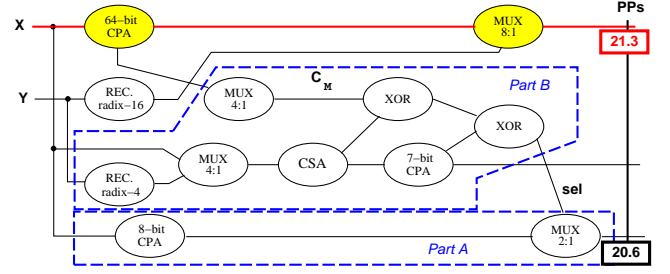 PPs
X
64-bit
CPA
MUX
8:1
21.3
Part B
C M
MUX
4:1
XOR
Y
REC.
radix-16
XOR
MUX
4:1
CSA
7-bit
CPA
REC.
radix-4
sel
8-bit
CPA
Part A
MUX
2:1
20.6